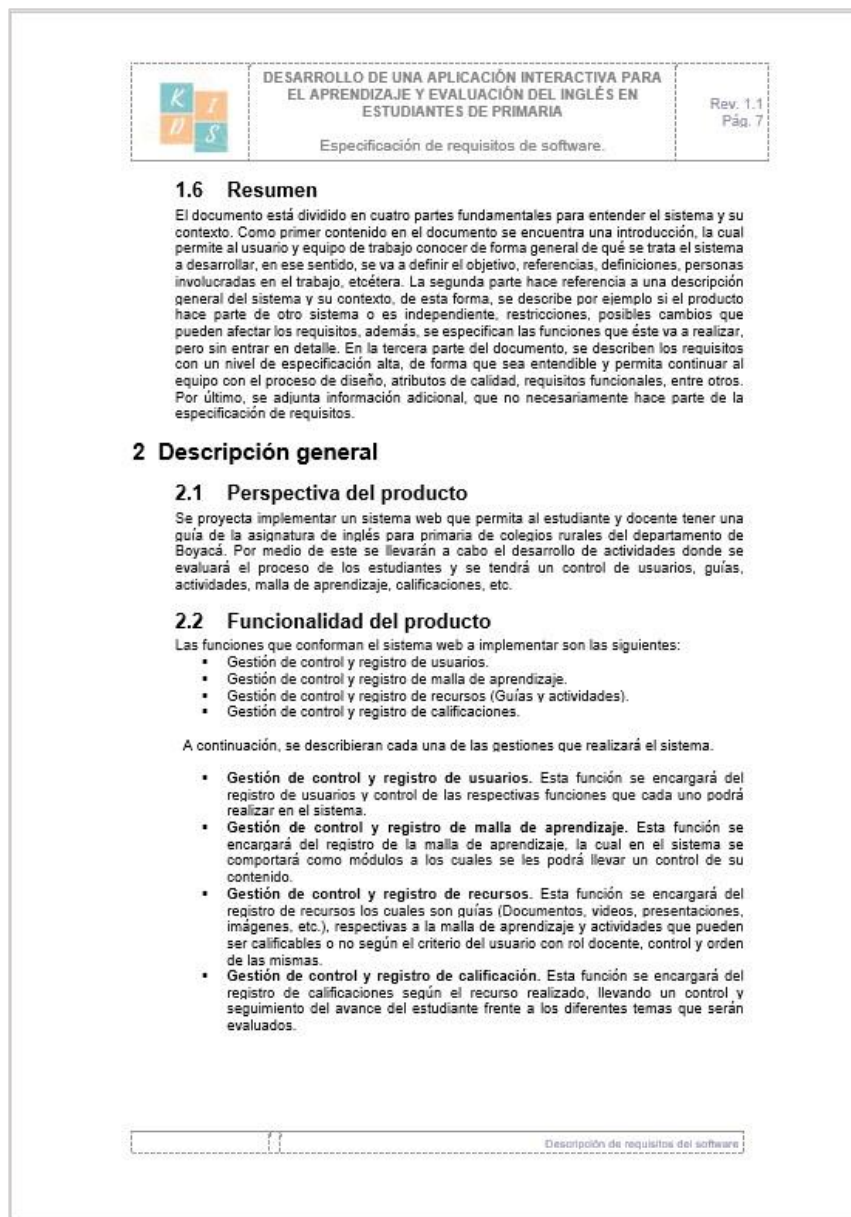 K I
D S
DESARROLLO DE UNA APLICACIÓN INTERACTIVA PARA
EL APRENDIZAJE Y EVALUACIÓN DEL INGLÉS EN
ESTUDIANTES DE PRIMARIA
Especificación de requisitos de software.
Rev. 1.1
Pág. 7
1.6 Resumen
El documento está dividido en cuatro partes fundamentales para entender el sistema y su
contexto. Como primer contenido en el documento se encuentra una introducción, la cual
permite al usuario y equipo de trabajo conocer de forma general de qué se trata el sistema
a desarrollar, en ese sentido, se va a definir el objetivo, referencias, definiciones, personas
involucradas en el trabajo, etcétera. La segunda parte hace referencia a una descripción
general del sistema y su contexto, de esta forma, se describe por ejemplo si el producto
hace parte de otro sistema o es independiente, restricciones, posibles cambios que
pueden afectar los requisitos, además, se especifican las funciones que éste va a realizar,
pero sin entrar en detalle. En la tercera parte del documento, se describen los requisitos
con un nivel de especificación alta, de forma que sea entendible y permita continuar al
equipo con el proceso de diseño, atributos de calidad, requisitos funcionales, entre otros.
Por último, se adjunta información adicional, que no necesariamente hace parte de la
especificación de requisitos.
2 Descripción general
2.1 Perspectiva del producto
Se proyecta implementar un sistema web que permita al estudiante y docente tener una
guía de la asignatura de inglés para primaria de colegios rurales del departamento de
Boyacá. Por medio de este se llevarán a cabo el desarrollo de actividades donde se
evaluará el proceso de los estudiantes y se tendrá un control de usuarios, guías,
actividades, malla de aprendizaje, calificaciones, etc.
2.2 Funcionalidad del producto
Las funciones que conforman el sistema web a implementar son las siguientes:
▪ Gestión de control y registro de usuarios.
▪ Gestión de control y registro de malla de aprendizaje.
▪ Gestión de control y registro de recursos (Guías y actividades).
▪ Gestión de control y registro de calificaciones.
A continuación, se describieran cada una de las gestiones que realizará el sistema.
▪ Gestión de control y registro de usuarios. Esta función se encargará del
registro de usuarios y control de las respectivas funciones que cada uno podrá
realizar en el sistema.
▪ Gestión de control y registro de malla de aprendizaje. Esta función se
encargará del registro de la malla de aprendizaje, la cual en el sistema se
comportará como módulos a los cuales se les podrá llevar un control de su
contenido.
▪ Gestión de control y registro de recursos. Esta función se encargará del
registro de recursos los cuales son guías (Documentos, videos, presentaciones,
imágenes, etc.), respectivas a la malla de aprendizaje y actividades que pueden
ser calificables o no según el criterio del usuario con rol docente, control y orden
de las mismas.
▪ Gestión de control y registro de calificación. Esta función se encargará del
registro de calificaciones según el recurso realizado, llevando un control y
seguimiento del avance del estudiante frente a los diferentes temas que serán
evaluados.
Descripción de requisitos del software